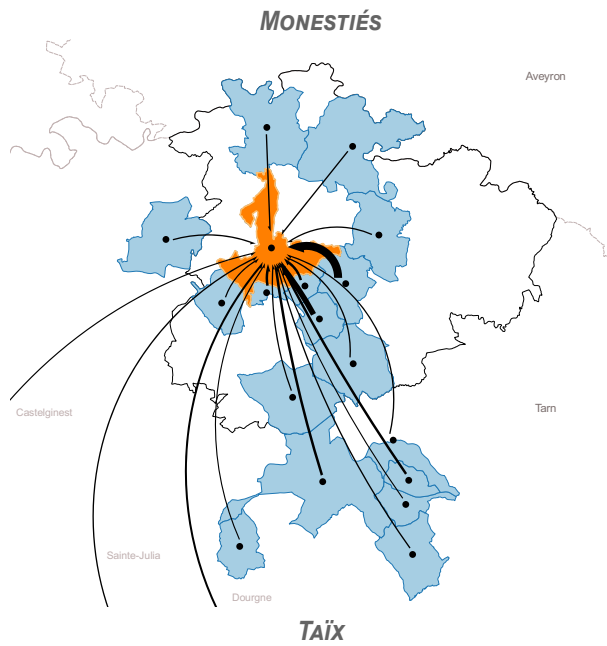 MONESTIÉS
Aveyron
Castelginest
Tarn
Sainte-Julia
Dourgne
TAÏX